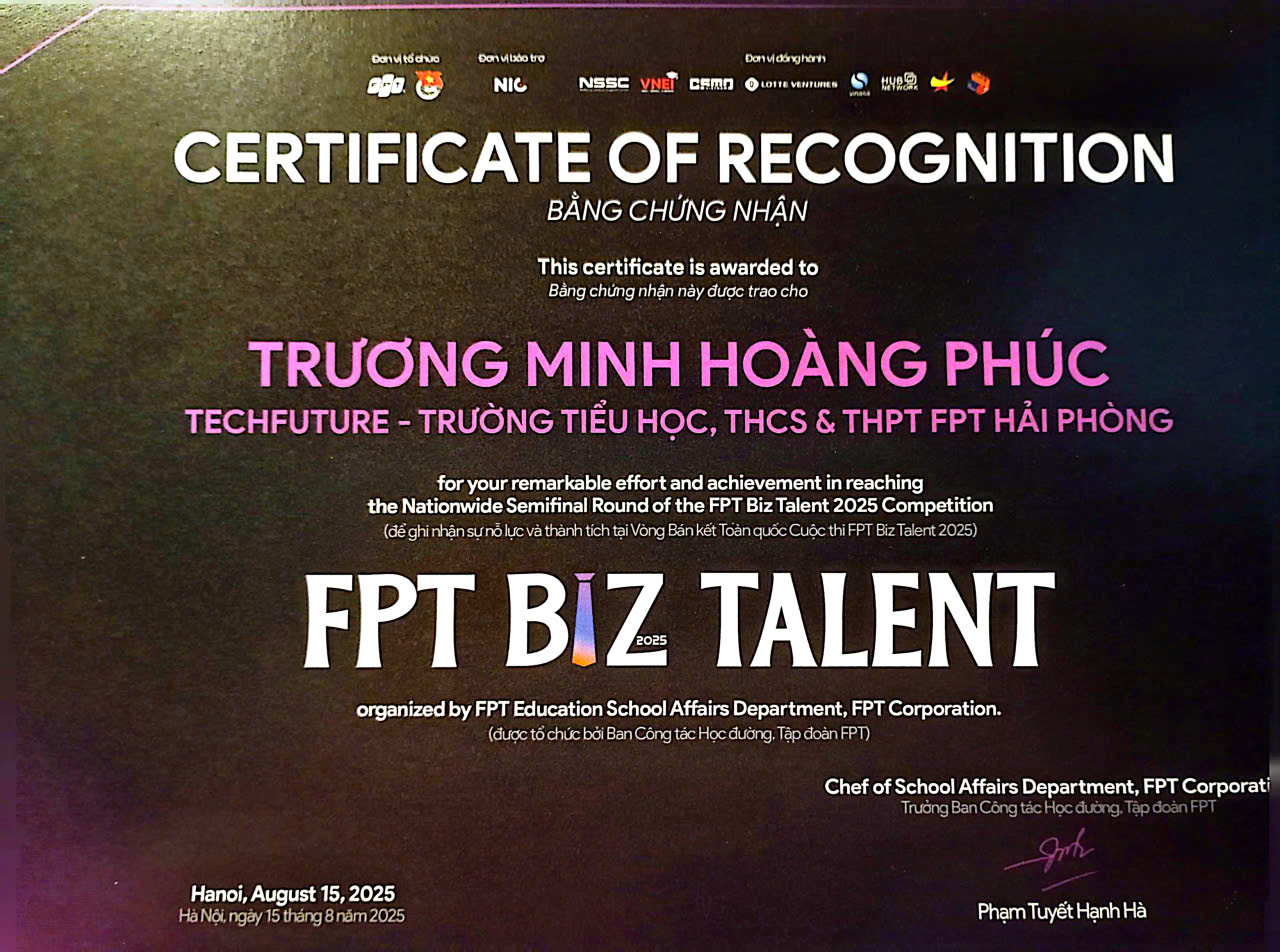 Đơn vị tổ chức Đơn vị bảo trợ Đơn vị đồng hành
FPT NIC NSSC VNEI LOTTE VENTURES VINASA HUB NETWORK
CERTIFICATE OF RECOGNITION
BẰNG CHỨNG NHẬN
This certificate is awarded to
Bằng chứng nhận này được trao cho
TRƯƠNG MINH HOÀNG PHÚC
TECHFUTURE - TRƯỜNG TIỂU HỌC, THCS & THPT FPT HẢI PHÒNG
for your remarkable effort and achievement in reaching
the Nationwide Semifinal Round of the FPT Biz Talent 2025 Competition
(để ghi nhận sự nỗ lực và thành tích tại Vòng Bán kết Toàn quốc Cuộc thi FPT Biz Talent 2025)
FPT BIZ TALENT
2025
organized by FPT Education School Affairs Department, FPT Corporation.
(được tổ chức bởi Ban Công tác Học đường, Tập đoàn FPT)
Chef of School Affairs Department, FPT Corporati
Trưởng Ban Công tác Học đường, Tập đoàn FPT
Hanoi, August 15, 2025
Hà Nội, ngày 15 tháng 8 năm 2025
Phạm Tuyết Hạnh Hà